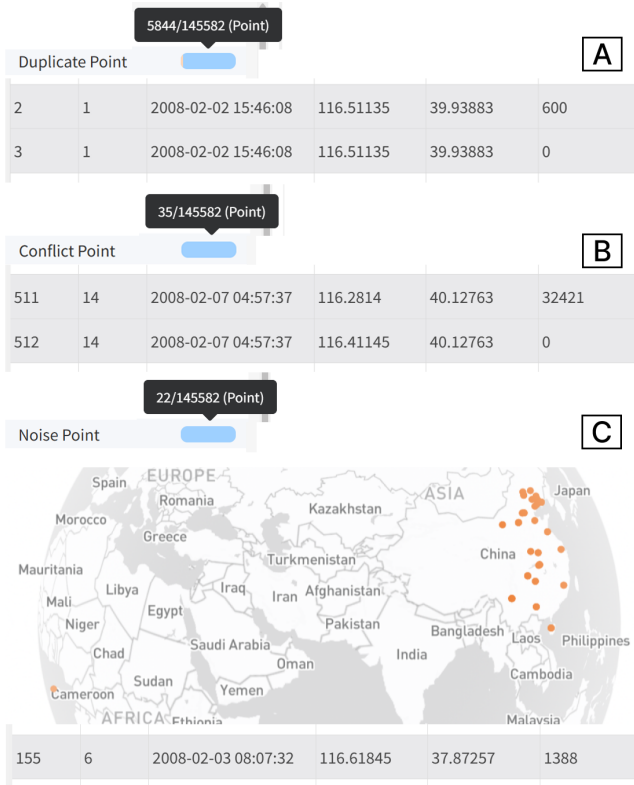 5844/145582 (Point)
A
Duplicate Point
2 1 2008-02-02 15:46:08 116.51135 39.93883 600
3 1 2008-02-02 15:46:08 116.51135 39.93883 0
35/145582 (Point)
B
Conflict Point
511 14 2008-02-07 04:57:37 116.2814 40.12763 32421
512 14 2008-02-07 04:57:37 116.41145 40.12763 0
22/145582 (Point)
C
Noise Point
EUROPE
Spain
Romania
ASIA
Japan
Kazakhstan
Morocco
Greece
Turkmenistan
China
Mauritania
Libya
Iraq
Iran
Afghanistan
Mali
Egypt
Niger
Pakistan
Saudi Arabia
Bangladesh
Laos
Philippines
Chad
India
Oman
Sudan
Cambodia
Yemen
Cameroon
AFRICA
Ethiopia
Malaysia
155 6 2008-02-03 08:07:32 116.61845 37.87257 1388